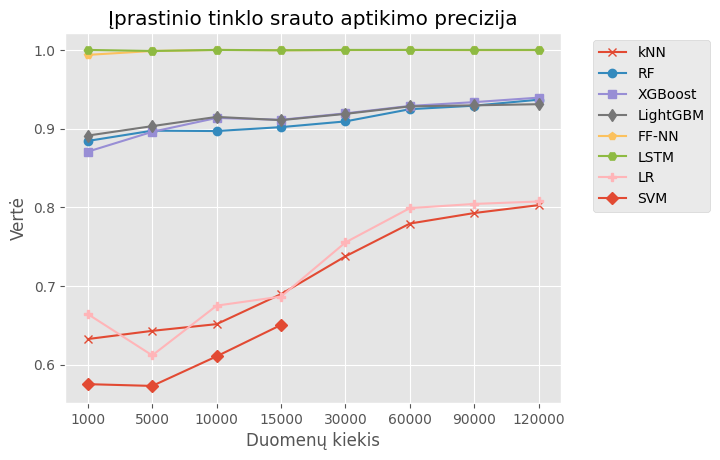 Įprastinio tinklo srauto aptikimo precizija
1.0
0.9
0.8
0.7
0.6
Vertė
1000 5000 10000 15000 30000 60000 90000 120000
Duomenų kiekis
kNN
RF
XGBoost
LightGBM
FF-NN
LSTM
LR
SVM